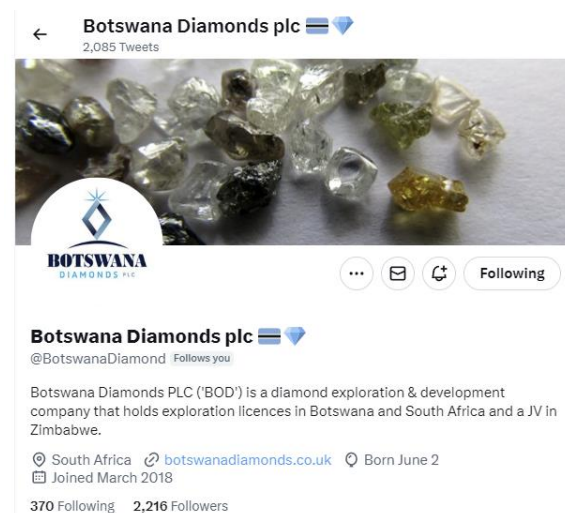 Botswana Diamonds plc 🇧🇼💎
2,085 Tweets
BOTSWANA
DIAMONDS PLC
Following
Botswana Diamonds plc 🇧🇼💎
@BotswanaDiamond Follows you
Botswana Diamonds PLC ('BOD') is a diamond exploration & development
company that holds exploration licences in Botswana and South Africa and a JV in
Zimbabwe.
South Africa botswanadiamonds.co.uk Born June 2
Joined March 2018
370 Following 2,216 Followers